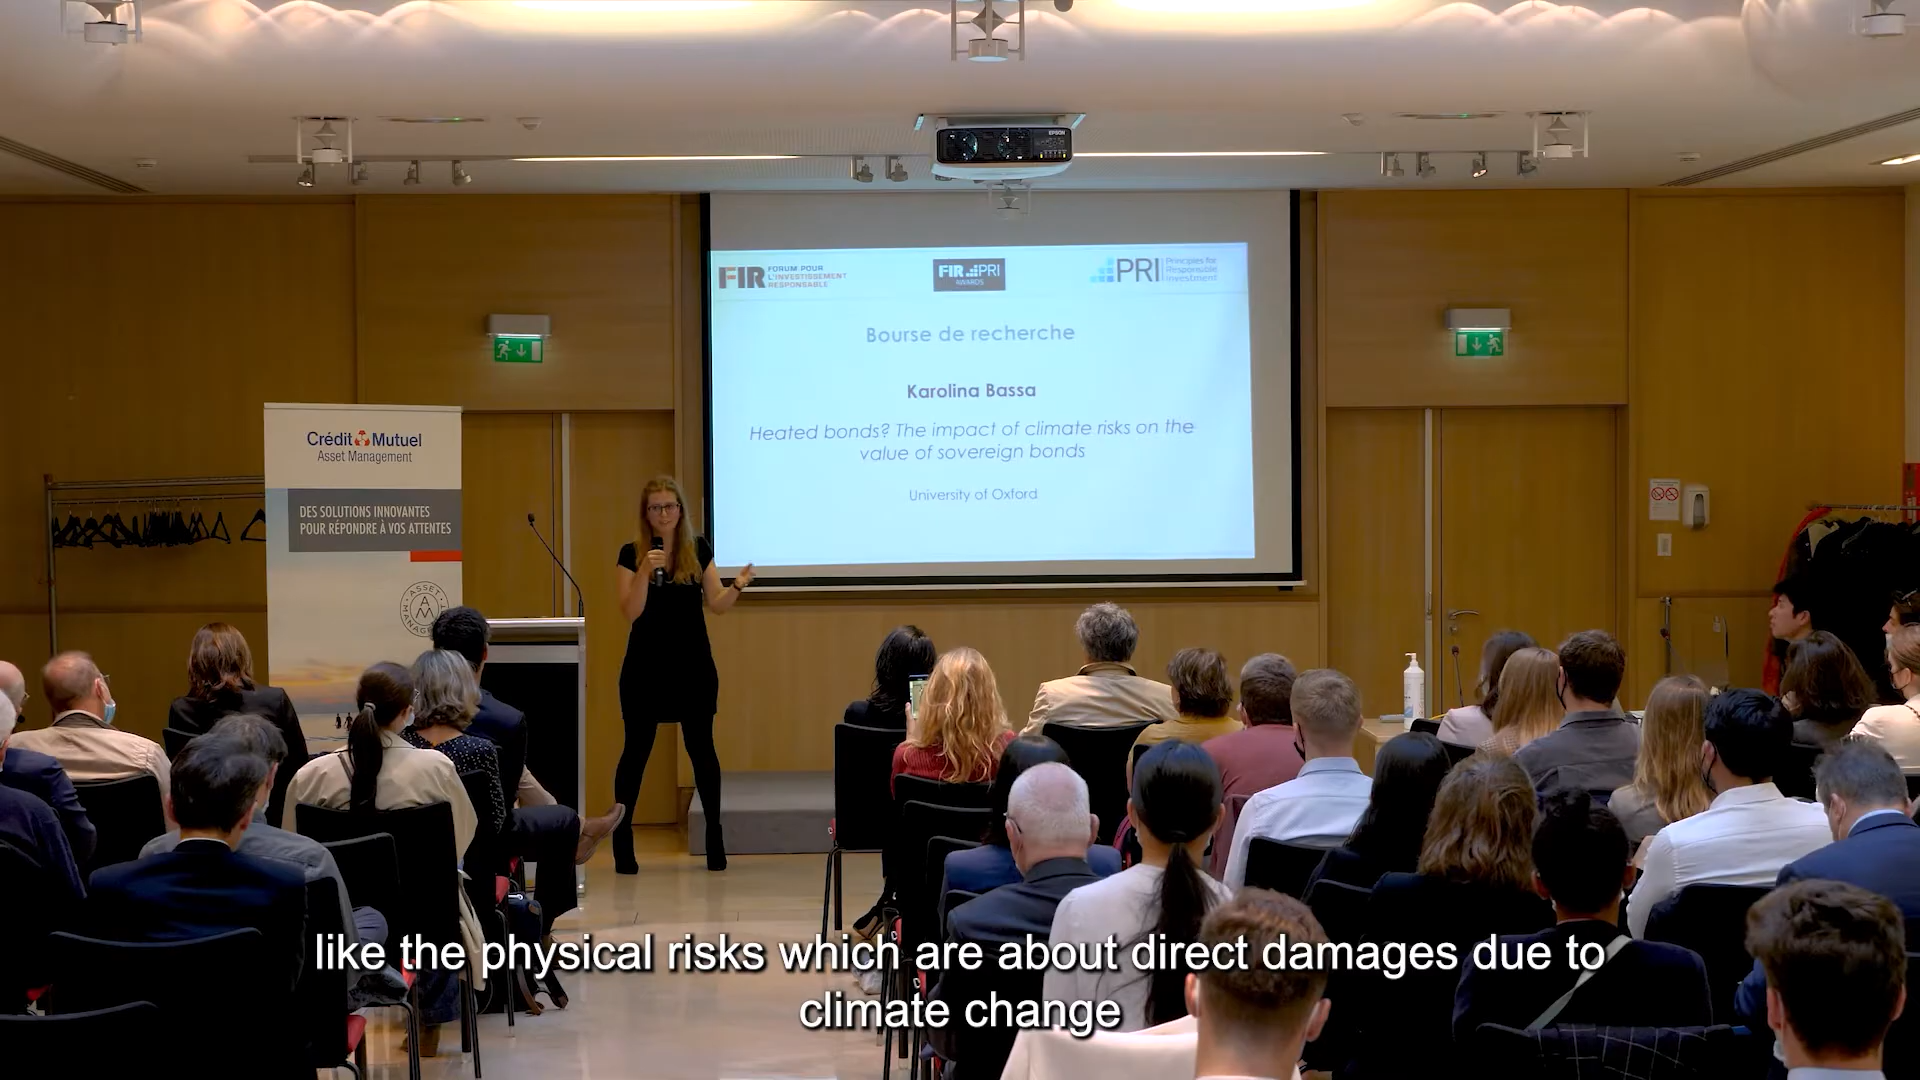 EPSON
FIR
FORUM POUR
L'INVESTISSEMENT
RESPONSABLE
FIR PRI
AWARDS
PRI
Principles for
Responsible
Investment
Bourse de recherche
Karolina Bassa
Heated bonds? The impact of climate risks on the
value of sovereign bonds
University of Oxford
Crédit Mutuel
Asset Management
DES SOLUTIONS INNOVANTES
POUR RÉPONDRE À VOS ATTENTES
ASSET
AM
MANAGEMENT
like the physical risks which are about direct damages due to
climate change